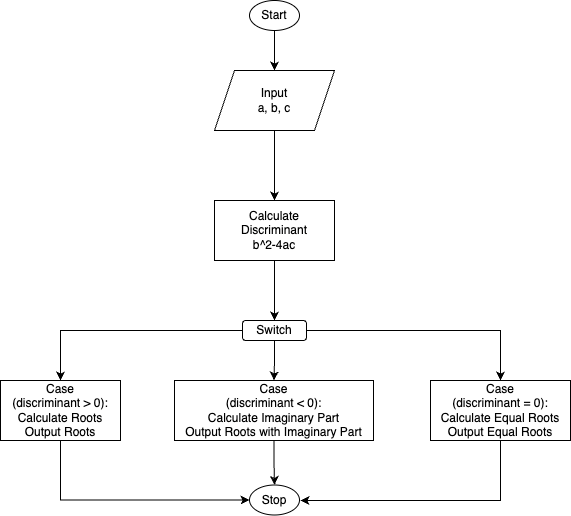 Start
Input
a, b, c
Calculate
Discriminant
b^2-4ac
Switch
Case
(discriminant > 0):
Calculate Roots
Output Roots
Case
(discriminant < 0):
Calculate Imaginary Part
Output Roots with Imaginary Part
Case
(discriminant = 0):
Calculate Equal Roots
Output Equal Roots
Stop